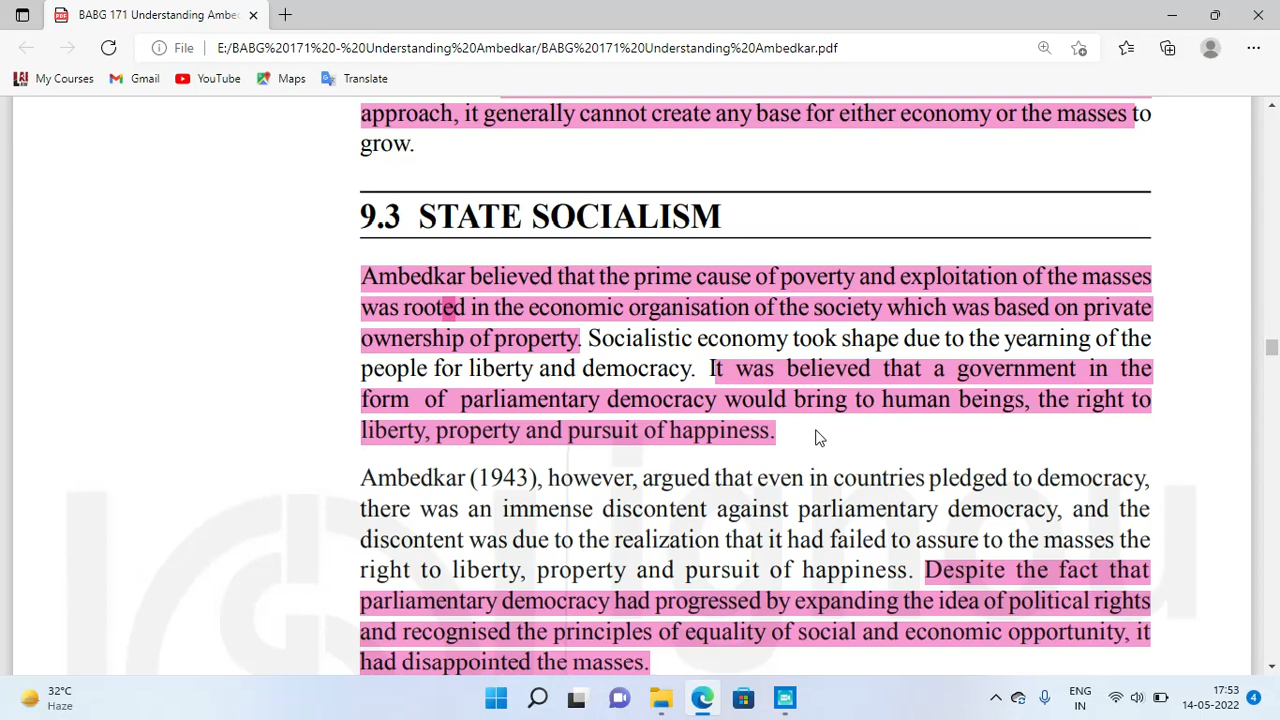 BABG 171 Understanding Ambe
File E:/BABG%20171%20-%20Understanding%20Ambedkar/BABG%20171%20Understanding%20Ambedkar.pdf
My Courses Gmail YouTube Maps Translate
approach, it generally cannot create any base for either economy or the masses to
grow.
9.3 STATE SOCIALISM
Ambedkar believed that the prime cause of poverty and exploitation of the masses
was rooted in the economic organisation of the society which was based on private
ownership of property. Socialistic economy took shape due to the yearning of the
people for liberty and democracy. It was believed that a government in the
form of parliamentary democracy would bring to human beings, the right to
liberty, property and pursuit of happiness.
Ambedkar (1943), however, argued that even in countries pledged to democracy,
there was an immense discontent against parliamentary democracy, and the
discontent was due to the realization that it had failed to assure to the masses the
right to liberty, property and pursuit of happiness. Despite the fact that
parliamentary democracy had progressed by expanding the idea of political rights
and recognised the principles of equality of social and economic opportunity, it
had disappointed the masses.
ignou
32°C
Haze
ENG
IN
17:53
14-05-2022
4